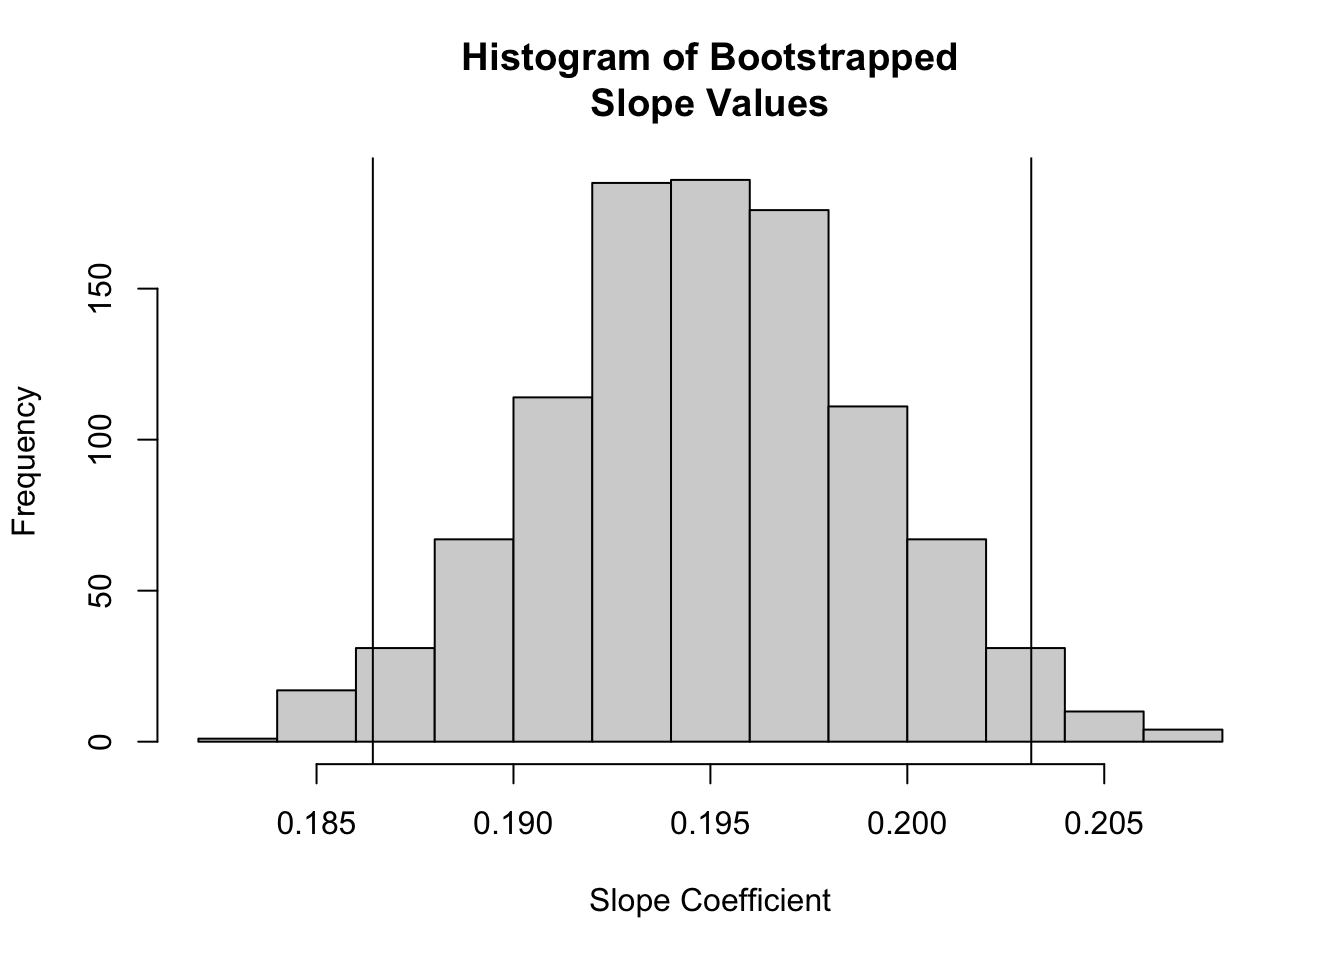 Histogram of Bootstrapped
Slope Values
Frequency
150
100
50
0
0.185 0.190 0.195 0.200 0.205
Slope Coefficient